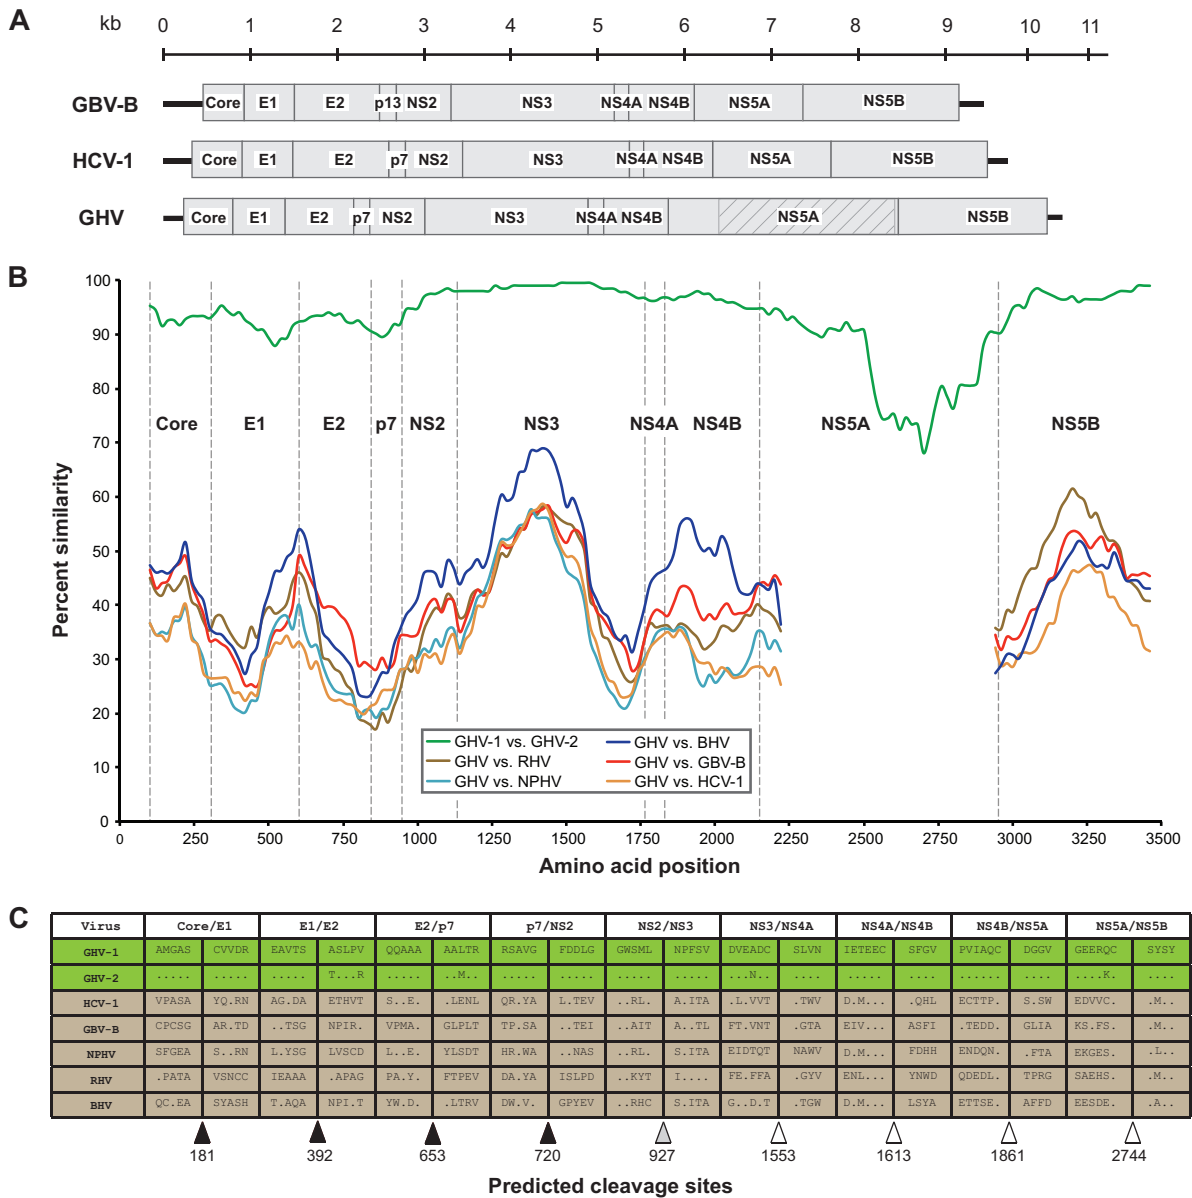 A
kb 0 1 2 3 4 5 6 7 8 9 10 11
GBV-B Core E1 E2 p13 NS2 NS3 NS4A NS4B NS5A NS5B
HCV-1 Core E1 E2 p7 NS2 NS3 NS4A NS4B NS5A NS5B
GHV Core E1 E2 p7 NS2 NS3 NS4A NS4B NS5A NS5B
B
Percent similarity
100
90
80
Core E1 E2 p7 NS2 NS3 NS4A NS4B NS5A NS5B
70
60
50
40
30
20
10
0
GHV-1 vs. GHV-2 GHV vs. BHV
GHV vs. RHV GHV vs. GBV-B
GHV vs. NPHV GHV vs. HCV-1
0 250 500 750 1000 1250 1500 1750 2000 2250 2500 2750 3000 3250 3500
Amino acid position
C
Virus Core/E1 E1/E2 E2/p7 p7/NS2 NS2/NS3 NS3/NS4A NS4A/NS4B NS4B/NS5A NS5A/NS5B
GHV-1 AMGAS CVVDR EAVTS ASLPV QQAAA AALTR RSAVG FDDLG GWSML NPFSV DVEADC SLVN IETEEC SFGV PVIAQC DGGV GEERQC SYSY
GHV-2 ..... ..... ..... T...R ..... ..M.. ..... ..... ..... ..... ...N.. .... ...... .... ...... .... ....K. ....
HCV-1 VPASA YQ.RN AG.DA ETHVT S..E. .LENL QR.YA L.TEV ..RL. A.ITA .L.VVT .TWV D.M... .QHL ECTTP. S.SW EDVVC. .M..
GBV-B CPCSG AR.TD ..TSG NPIR. VPMA. GLPLT TP.SA ..TEI ..AIT A..TL FT.VNT .GTA EIV... ASFI .TEDD. GLIA KS.FS. .M..
NPHV SFGEA S..RN L.YSG LVSCD L..E. YLSDT HR.WA ..NAS ..RL. S.ITA EIDTQT NAWV D.M... FDHH ENDQN. .FTA EKGES. .L..
RHV .PATA VSNCC IEAAA .APAG PA.Y. FTPEV DA.YA ISLPD ..KYT I.... FE.FFA .GYV ENL... YNWD QDEDL. TPRG SAEHS. .M..
BHV QC.EA SYASH T.AQA NPI.T YW.D. .LTRV DW.V. GPYEV ..RHC S.ITA G..D.T .TGW D.M... LSYA ETTSE. AFFD EESDE. .A..
181 392 653 720 927 1553 1613 1861 2744
Predicted cleavage sites